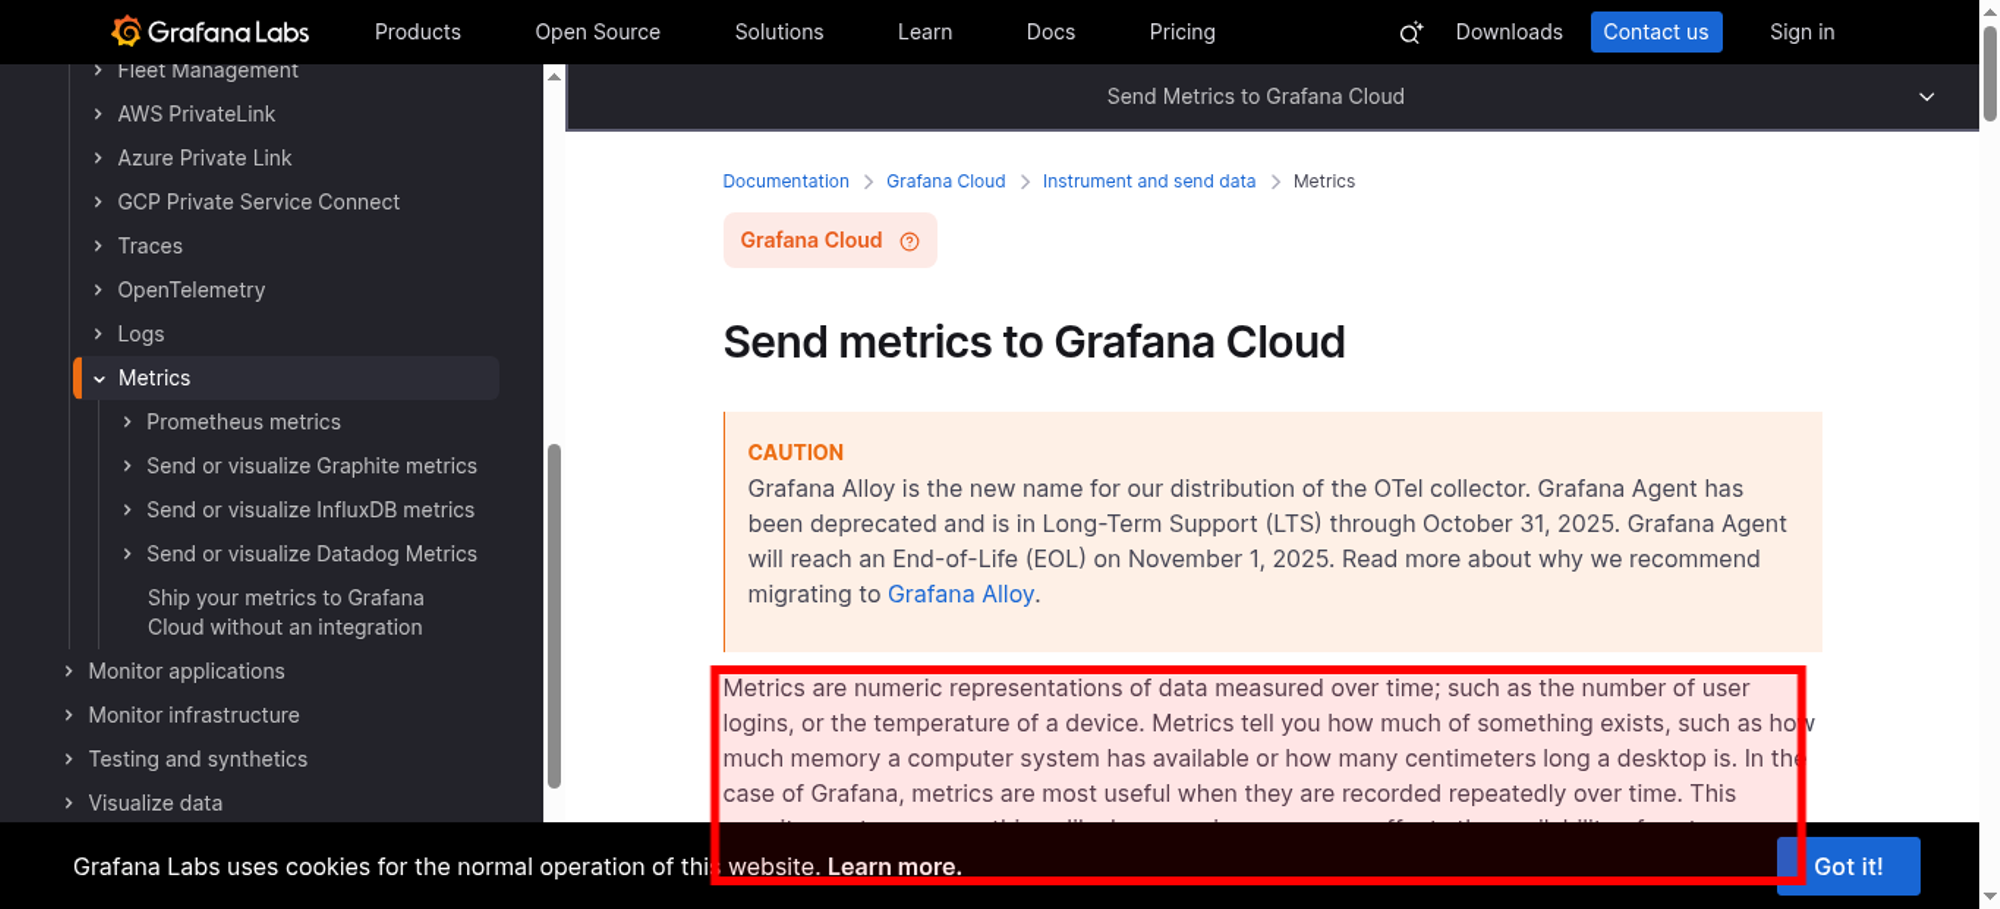 Grafana Labs
Products
Open Source
Solutions
Learn
Docs
Pricing
Downloads
Contact us
Sign in
Fleet Management
AWS PrivateLink
Azure Private Link
GCP Private Service Connect
Traces
OpenTelemetry
Logs
Metrics
Prometheus metrics
Send or visualize Graphite metrics
Send or visualize InfluxDB metrics
Send or visualize Datadog Metrics
Ship your metrics to Grafana
Cloud without an integration
Monitor applications
Monitor infrastructure
Testing and synthetics
Visualize data
Send Metrics to Grafana Cloud
Documentation > Grafana Cloud > Instrument and send data > Metrics
Grafana Cloud
Send metrics to Grafana Cloud
CAUTION
Grafana Alloy is the new name for our distribution of the OTel collector. Grafana Agent has
been deprecated and is in Long-Term Support (LTS) through October 31, 2025. Grafana Agent
will reach an End-of-Life (EOL) on November 1, 2025. Read more about why we recommend
migrating to Grafana Alloy.
Metrics are numeric representations of data measured over time; such as the number of user
logins, or the temperature of a device. Metrics tell you how much of something exists, such as how
much memory a computer system has available or how many centimeters long a desktop is. In the
case of Grafana, metrics are most useful when they are recorded repeatedly over time. This
Grafana Labs uses cookies for the normal operation of this website. Learn more.
Got it!